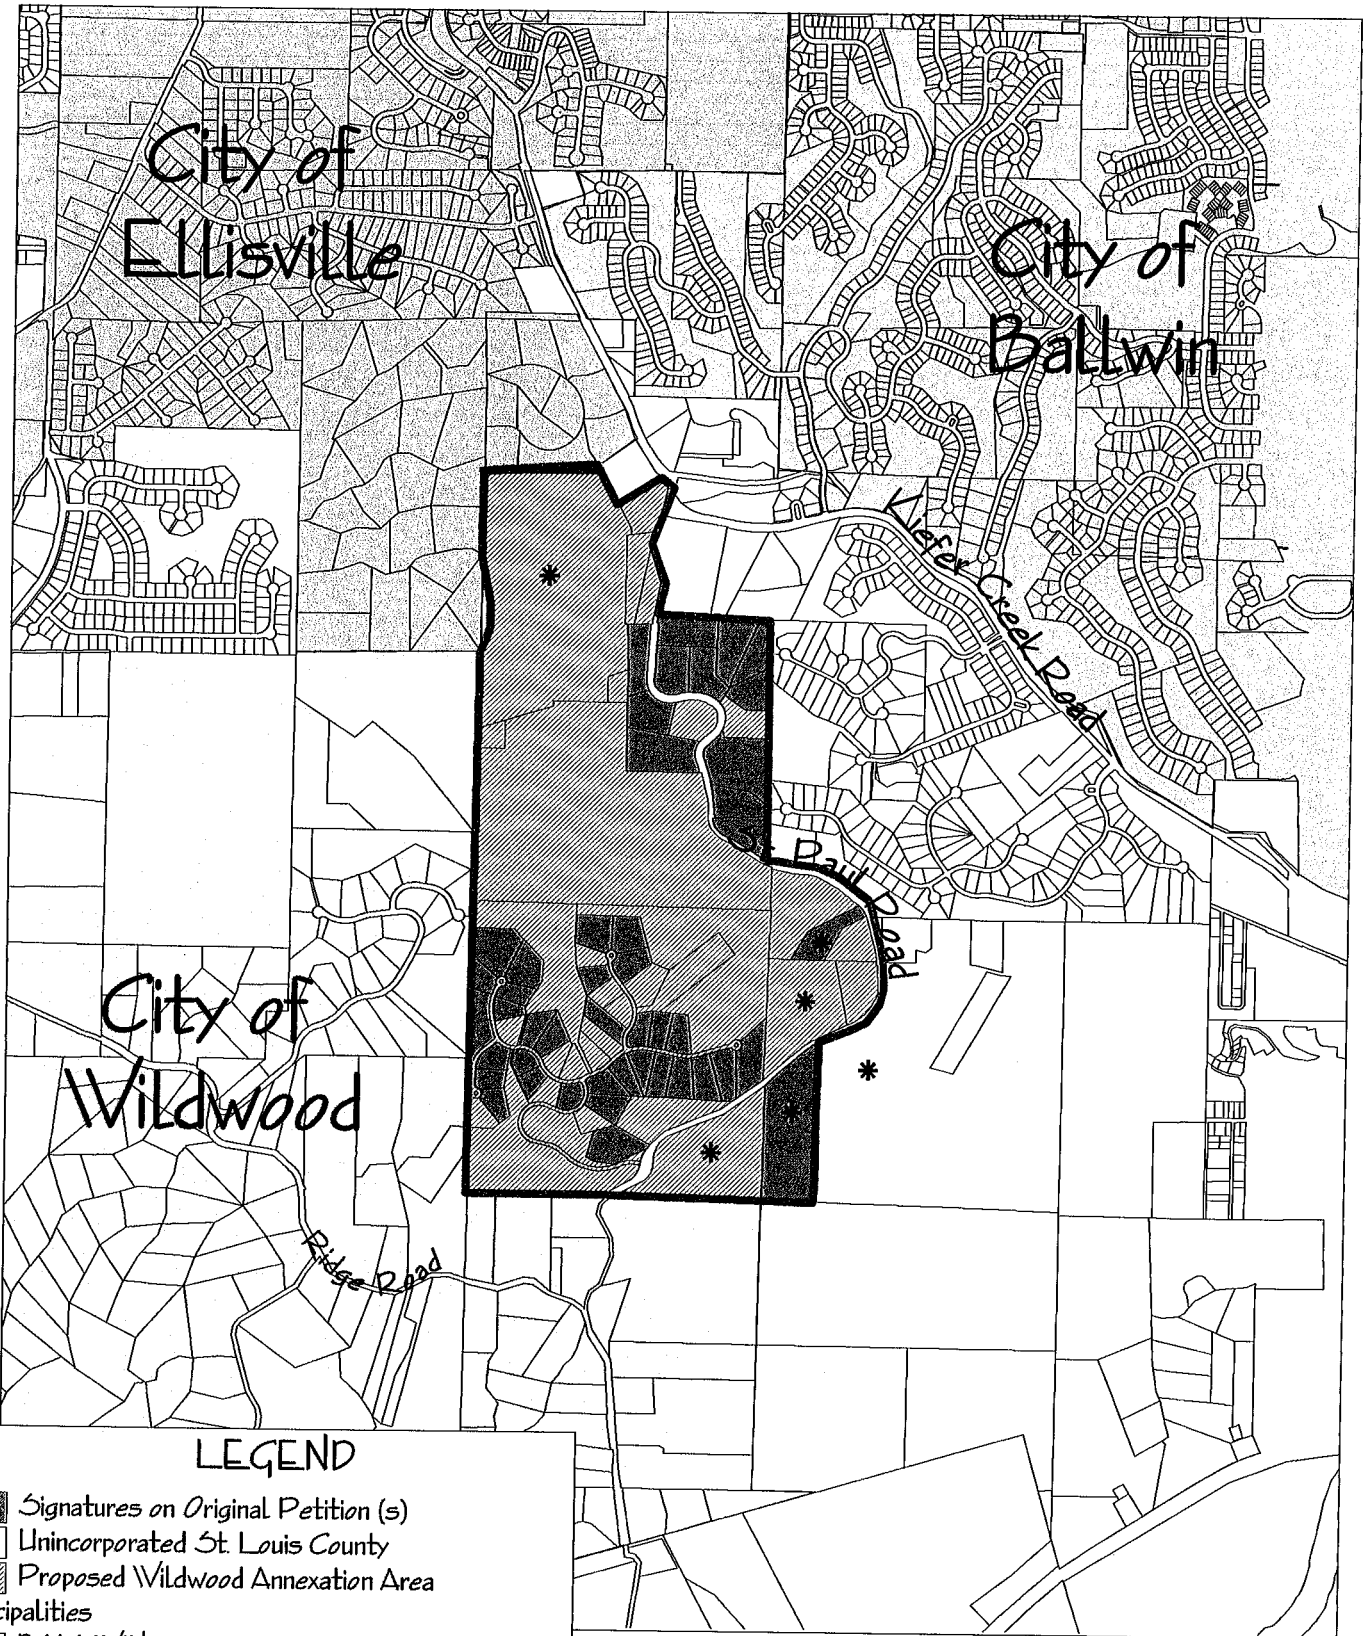 City of
Ellisville
City of
Ballwin
Kiefer Creek Road
St. Paul Road
City of
Wildwood
Ridge Road
LEGEND
Signatures on Original Petition (s)
Unincorporated St. Louis County
Proposed Wildwood Annexation Area
cipalities